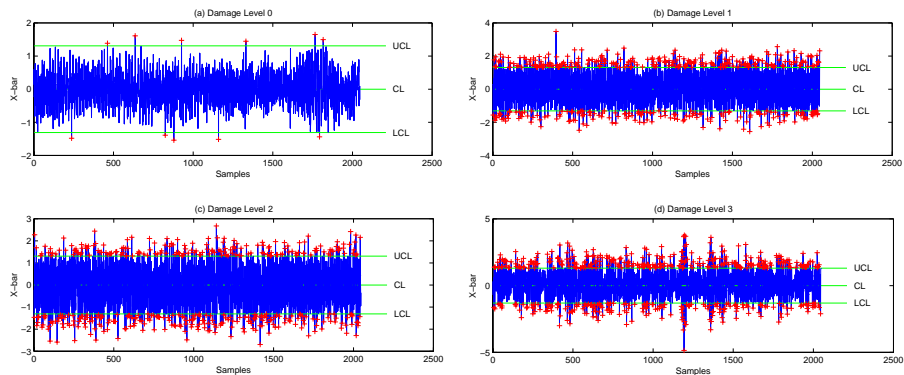 (a) Damage Level 0
2
1
0
−1
−2
X−bar
UCL
CL
LCL
0
500
1000
1500
2000
2500
Samples
(b) Damage Level 1
4
2
0
−2
−4
X−bar
UCL
CL
LCL
0
500
1000
1500
2000
2500
Samples
(c) Damage Level 2
3
2
1
0
−1
−2
−3
X−bar
UCL
CL
LCL
0
500
1000
1500
2000
2500
Samples
(d) Damage Level 3
5
0
−5
X−bar
UCL
CL
LCL
0
500
1000
1500
2000
2500
Samples